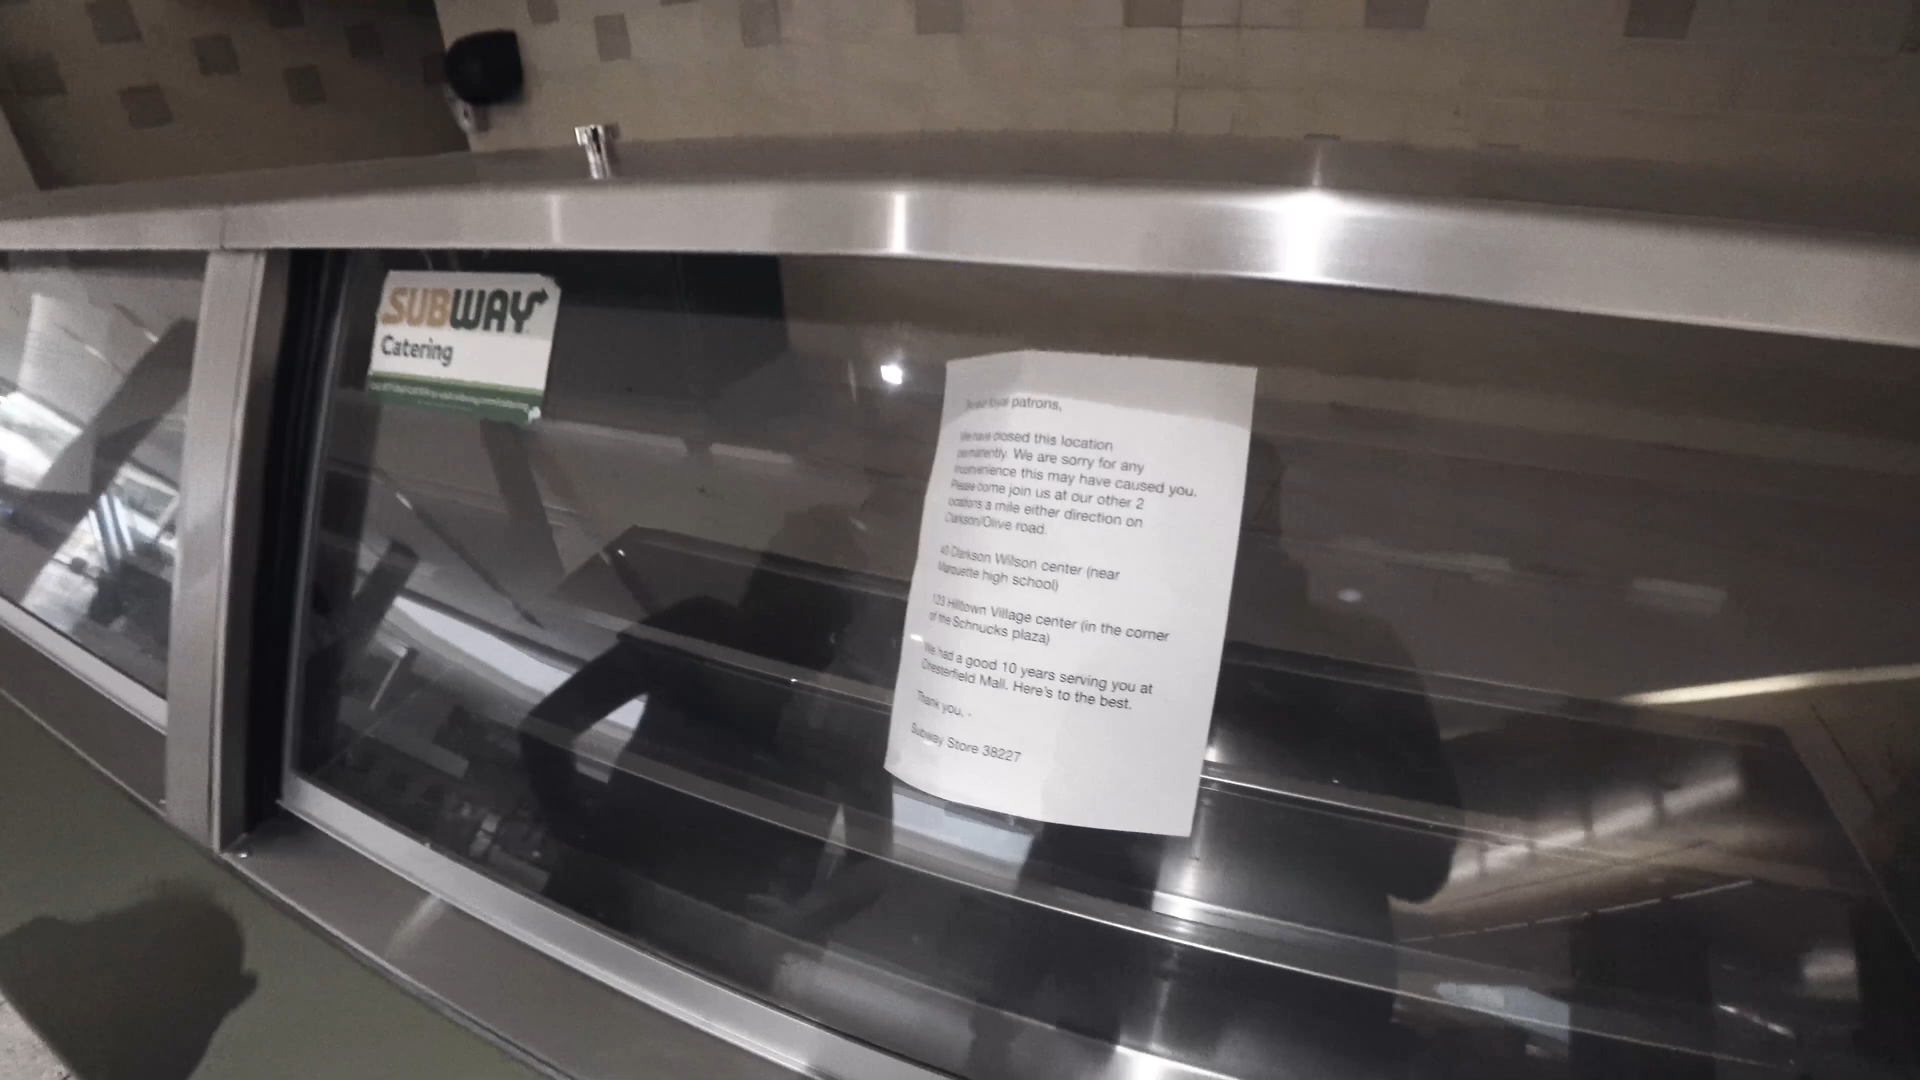 SUBWAY
Catering
Dear loyal patrons,
We have closed this location
permanently. We are sorry for any
inconvenience this may have caused you.
Please come join us at our other 2
locations a mile either direction on
Clarkson/Olive road.
40 Clarkson Wilson center (near
Marquette high school)
123 Hilltown Village center (in the corner
of the Schnucks plaza)
We had a good 10 years serving you at
Chesterfield Mall. Here's to the best.
Thank you, -
Subway Store 38227